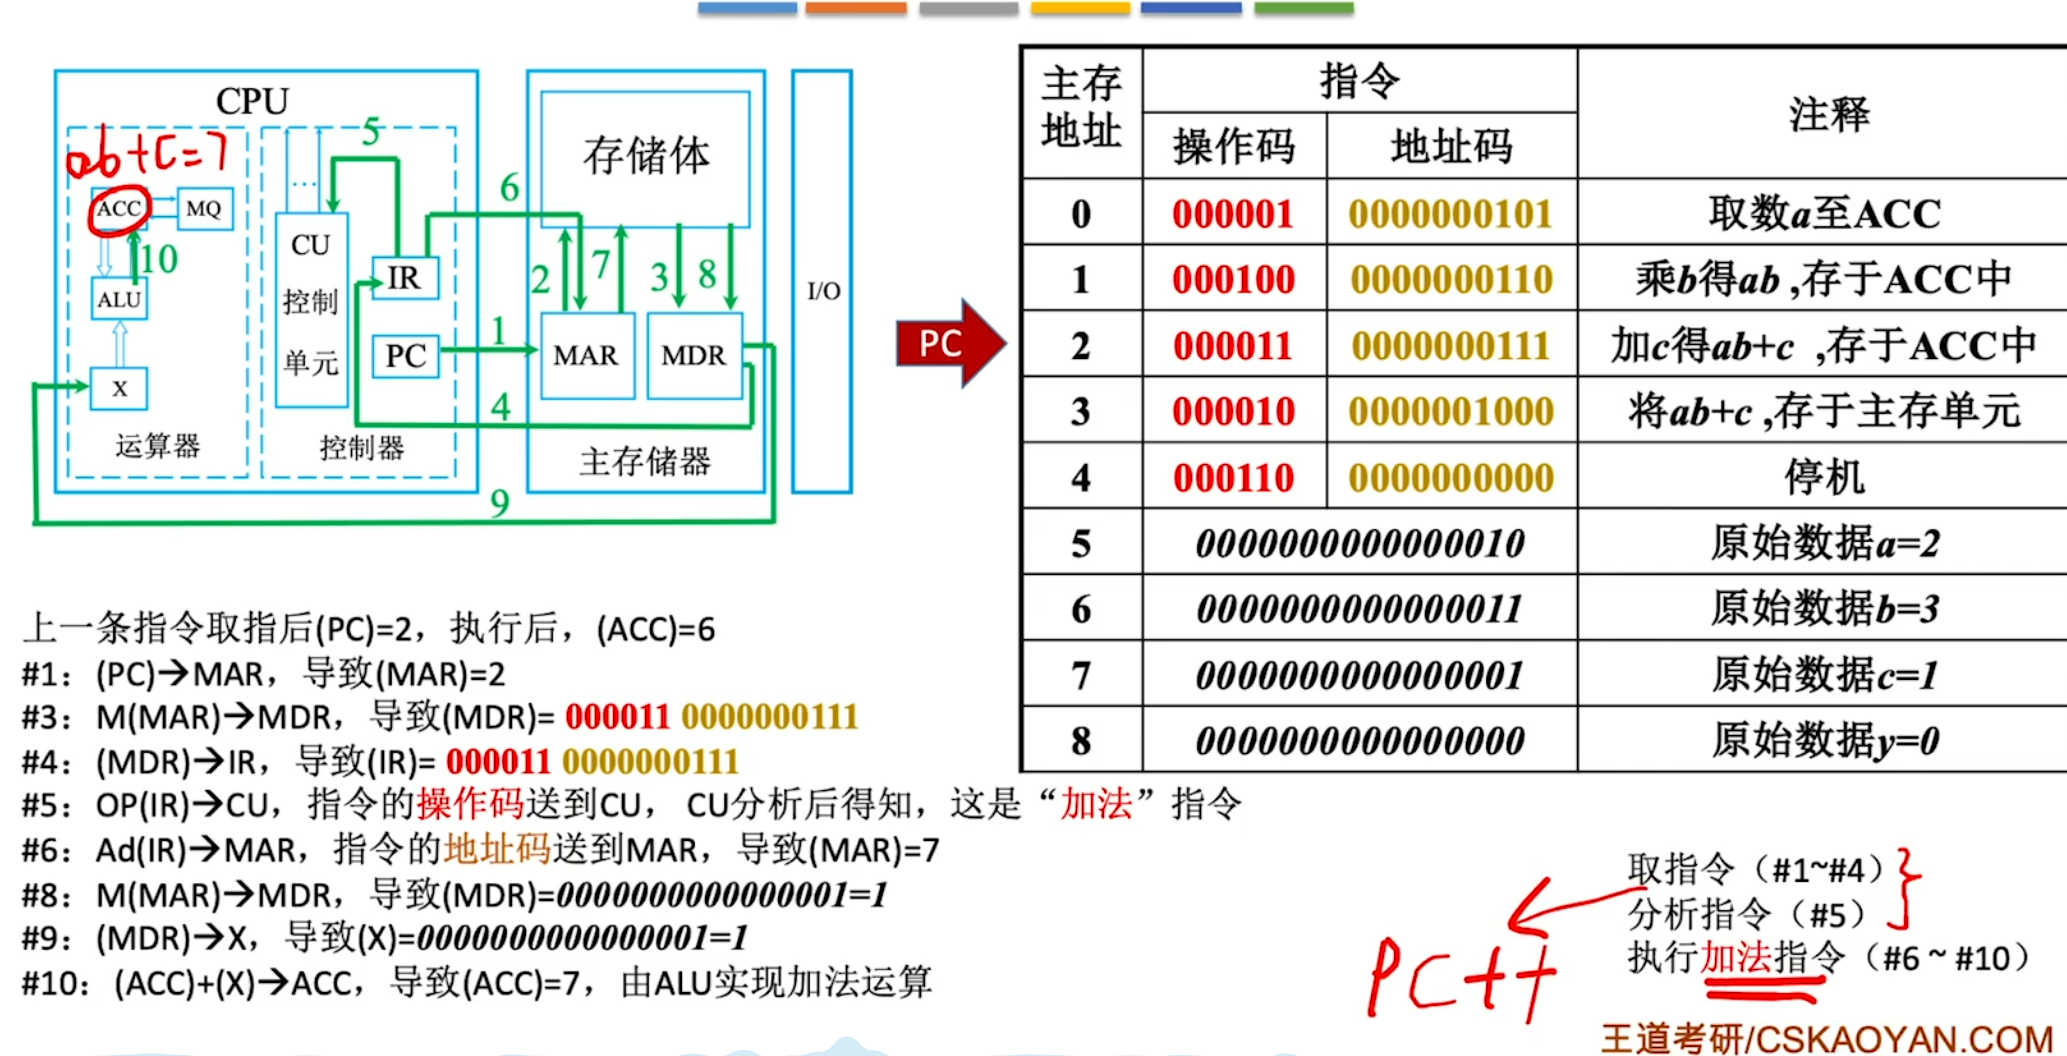 CPU
ab+c=7
ACC
MQ
ALU
X
运算器
…
CU
控制
单元
IR
PC
控制器
存储体
MAR
MDR
主存储器
I/O
5
6
10
2
7
3
8
1
4
9
PC
主存地址 指令 注释
操作码 地址码
0 000001 0000000101 取数a至ACC
1 000100 0000000110 乘b得ab ,存于ACC中
2 000011 0000000111 加c得ab+c ,存于ACC中
3 000010 0000001000 将ab+c ,存于主存单元
4 000110 0000000000 停机
5 0000000000000010 原始数据a=2
6 0000000000000011 原始数据b=3
7 0000000000000001 原始数据c=1
8 0000000000000000 原始数据y=0
上一条指令取指后(PC)=2，执行后，(ACC)=6
#1：(PC)→MAR，导致(MAR)=2
#3：M(MAR)→MDR，导致(MDR)= 000011 0000000111
#4：(MDR)→IR，导致(IR)= 000011 0000000111
#5：OP(IR)→CU，指令的操作码送到CU，CU分析后得知，这是“加法”指令
#6：Ad(IR)→MAR，指令的地址码送到MAR，导致(MAR)=7
#8：M(MAR)→MDR，导致(MDR)=0000000000000001=1
#9：(MDR)→X，导致(X)=0000000000000001=1
#10：(ACC)+(X)→ACC，导致(ACC)=7，由ALU实现加法运算
取指令（#1~#4）
分析指令（#5）
执行加法指令（#6 ~ #10）
PC++
王道考研/CSKAOYAN.COM